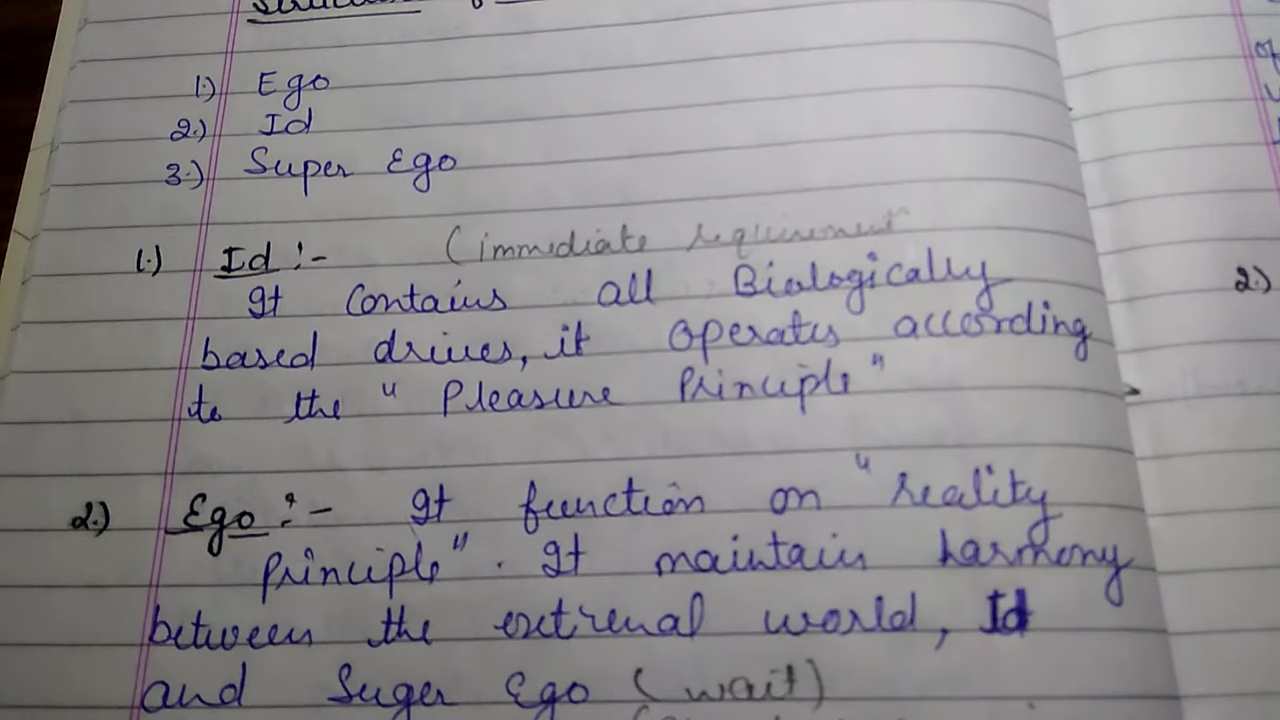 1.) Ego
2.) Id
3.) Super Ego
1.) Id :- (immediate requirement
It Contains all Biologically
based drives, it operates according
to the "Pleasure Principle"
2.) Ego :- It function on "reality
principle". It maintain harmony
between the extrenal world, Id
and Suger Ego (wait)
2.)